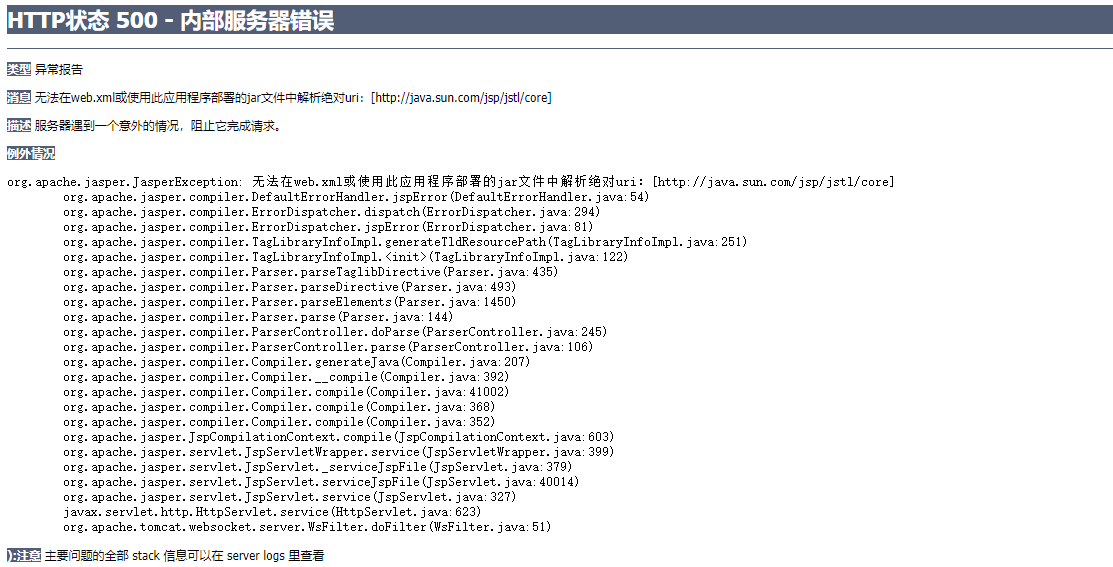 HTTP状态 500 - 内部服务器错误
类型 异常报告
消息 无法在web.xml或使用此应用程序部署的jar文件中解析绝对uri：[http://java.sun.com/jsp/jstl/core]
描述 服务器遇到一个意外的情况，阻止它完成请求。
例外情况
org.apache.jasper.JasperException: 无法在web.xml或使用此应用程序部署的jar文件中解析绝对uri：[http://java.sun.com/jsp/jstl/core]
org.apache.jasper.compiler.DefaultErrorHandler.jspError(DefaultErrorHandler.java:54)
org.apache.jasper.compiler.ErrorDispatcher.dispatch(ErrorDispatcher.java:294)
org.apache.jasper.compiler.ErrorDispatcher.jspError(ErrorDispatcher.java:81)
org.apache.jasper.compiler.TagLibraryInfoImpl.generateTldResourcePath(TagLibraryInfoImpl.java:251)
org.apache.jasper.compiler.TagLibraryInfoImpl.<init>(TagLibraryInfoImpl.java:122)
org.apache.jasper.compiler.Parser.parseTaglibDirective(Parser.java:435)
org.apache.jasper.compiler.Parser.parseDirective(Parser.java:493)
org.apache.jasper.compiler.Parser.parseElements(Parser.java:1450)
org.apache.jasper.compiler.Parser.parse(Parser.java:144)
org.apache.jasper.compiler.ParserController.doParse(ParserController.java:245)
org.apache.jasper.compiler.ParserController.parse(ParserController.java:106)
org.apache.jasper.compiler.Compiler.generateJava(Compiler.java:207)
org.apache.jasper.compiler.Compiler.__compile(Compiler.java:392)
org.apache.jasper.compiler.Compiler.compile(Compiler.java:41002)
org.apache.jasper.compiler.Compiler.compile(Compiler.java:368)
org.apache.jasper.compiler.Compiler.compile(Compiler.java:352)
org.apache.jasper.JspCompilationContext.compile(JspCompilationContext.java:603)
org.apache.jasper.servlet.JspServletWrapper.service(JspServletWrapper.java:399)
org.apache.jasper.servlet.JspServlet._serviceJspFile(JspServlet.java:379)
org.apache.jasper.servlet.JspServlet.serviceJspFile(JspServlet.java:40014)
org.apache.jasper.servlet.JspServlet.service(JspServlet.java:327)
javax.servlet.http.HttpServlet.service(HttpServlet.java:623)
org.apache.tomcat.websocket.server.WsFilter.doFilter(WsFilter.java:51)
):注意 主要问题的全部 stack 信息可以在 server logs 里查看